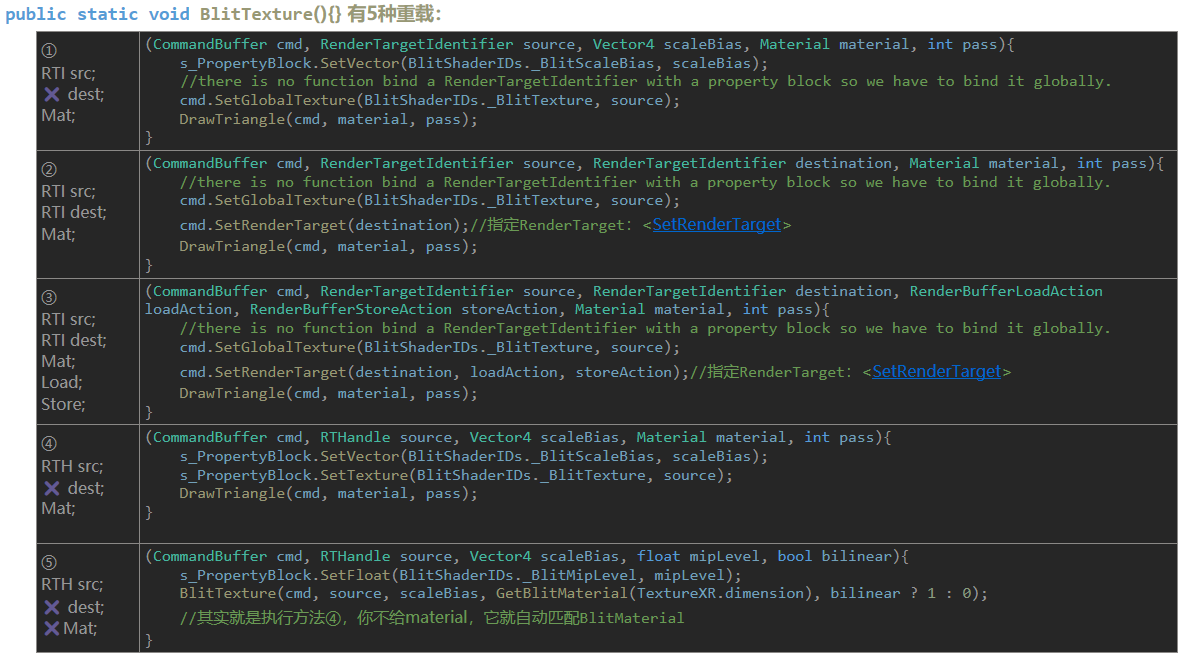 public static void BlitTexture(){} 有5种重载:
①
RTI src;
❌ dest;
Mat;
(CommandBuffer cmd, RenderTargetIdentifier source, Vector4 scaleBias, Material material, int pass){
s_PropertyBlock.SetVector(BlitShaderIDs._BlitScaleBias, scaleBias);
//there is no function bind a RenderTargetIdentifier with a property block so we have to bind it globally.
cmd.SetGlobalTexture(BlitShaderIDs._BlitTexture, source);
DrawTriangle(cmd, material, pass);
}
②
RTI src;
RTI dest;
Mat;
(CommandBuffer cmd, RenderTargetIdentifier source, RenderTargetIdentifier destination, Material material, int pass){
//there is no function bind a RenderTargetIdentifier with a property block so we have to bind it globally.
cmd.SetGlobalTexture(BlitShaderIDs._BlitTexture, source);
cmd.SetRenderTarget(destination);//指定RenderTarget: <SetRenderTarget>
DrawTriangle(cmd, material, pass);
}
③
RTI src;
RTI dest;
Mat;
Load;
Store;
(CommandBuffer cmd, RenderTargetIdentifier source, RenderTargetIdentifier destination, RenderBufferLoadAction
loadAction, RenderBufferStoreAction storeAction, Material material, int pass){
//there is no function bind a RenderTargetIdentifier with a property block so we have to bind it globally.
cmd.SetGlobalTexture(BlitShaderIDs._BlitTexture, source);
cmd.SetRenderTarget(destination, loadAction, storeAction);//指定RenderTarget: <SetRenderTarget>
DrawTriangle(cmd, material, pass);
}
④
RTH src;
❌ dest;
Mat;
(CommandBuffer cmd, RTHandle source, Vector4 scaleBias, Material material, int pass){
s_PropertyBlock.SetVector(BlitShaderIDs._BlitScaleBias, scaleBias);
s_PropertyBlock.SetTexture(BlitShaderIDs._BlitTexture, source);
DrawTriangle(cmd, material, pass);
}
⑤
RTH src;
❌ dest;
❌Mat;
(CommandBuffer cmd, RTHandle source, Vector4 scaleBias, float mipLevel, bool bilinear){
s_PropertyBlock.SetFloat(BlitShaderIDs._BlitMipLevel, mipLevel);
BlitTexture(cmd, source, scaleBias, GetBlitMaterial(TextureXR.dimension), bilinear ? 1 : 0);
//其实就是执行方法④，你不给material，它就自动匹配BlitMaterial
}